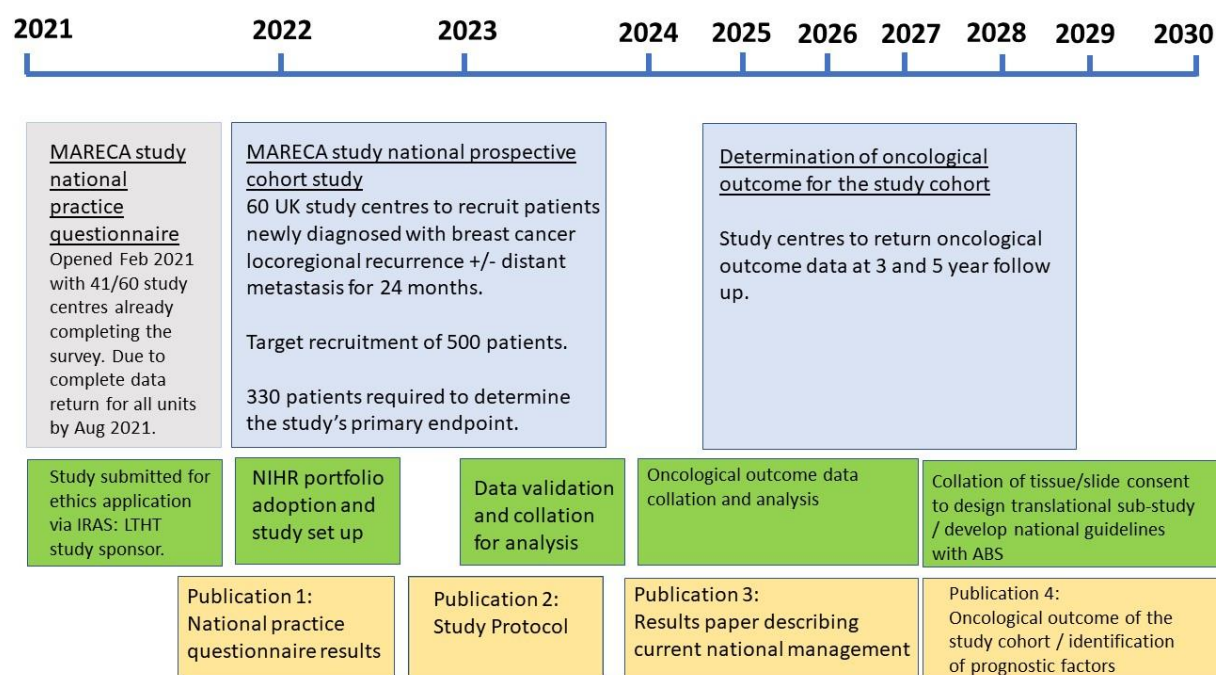 2021 2022 2023 2024 2025 2026 2027 2028 2029 2030
MARECA study
national
practice
questionnaire
Opened Feb 2021
with 41/60 study
centres already
completing the
survey. Due to
complete data
return for all units
by Aug 2021.
MARECA study national prospective
cohort study
60 UK study centres to recruit patients
newly diagnosed with breast cancer
locoregional recurrence +/- distant
metastasis for 24 months.
Target recruitment of 500 patients.
330 patients required to determine
the study's primary endpoint.
Determination of oncological
outcome for the study cohort
Study centres to return oncological
outcome data at 3 and 5 year follow
up.
Study submitted for
ethics application
via IRAS: LTHT
study sponsor.
NIHR portfolio
adoption and
study set up
Data validation
and collation
for analysis
Oncological outcome data
collation and analysis
Collation of tissue/slide consent
to design translational sub-study
/ develop national guidelines
with ABS
Publication 1:
National practice
questionnaire results
Publication 2:
Study Protocol
Publication 3:
Results paper describing
current national management
Publication 4:
Oncological outcome of the
study cohort / identification
of prognostic factors